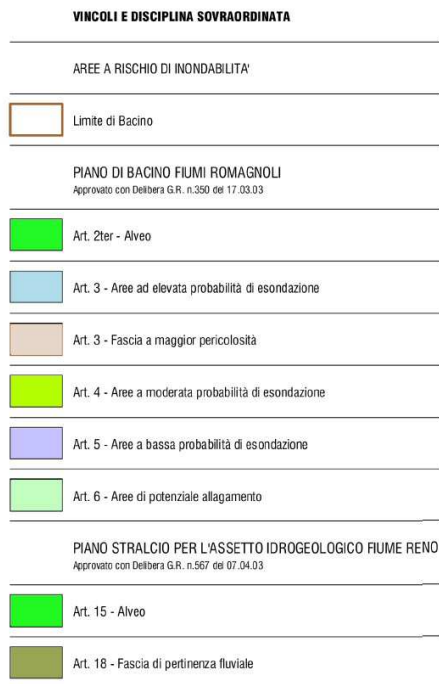 VINCOLI E DISCIPLINA SOVRAORDINATA
AREE A RISCHIO DI INONDABILITA'
Limite di Bacino
PIANO DI BACINO FIUMI ROMAGNOLI
Approvato con Delibera G.R. n.350 del 17.03.03
Art. 2ter - Alveo
Art. 3 - Aree ad elevata probabilità di esondazione
Art. 3 - Fascia a maggior pericolosità
Art. 4 - Aree a moderata probabilità di esondazione
Art. 5 - Aree a bassa probabilità di esondazione
Art. 6 - Aree di potenziale allagamento
PIANO STRALCIO PER L'ASSETTO IDROGEOLOGICO FIUME RENO
Approvato con Delibera G.R. n.567 del 07.04.03
Art. 15 - Alveo
Art. 18 - Fascia di pertinenza fluviale